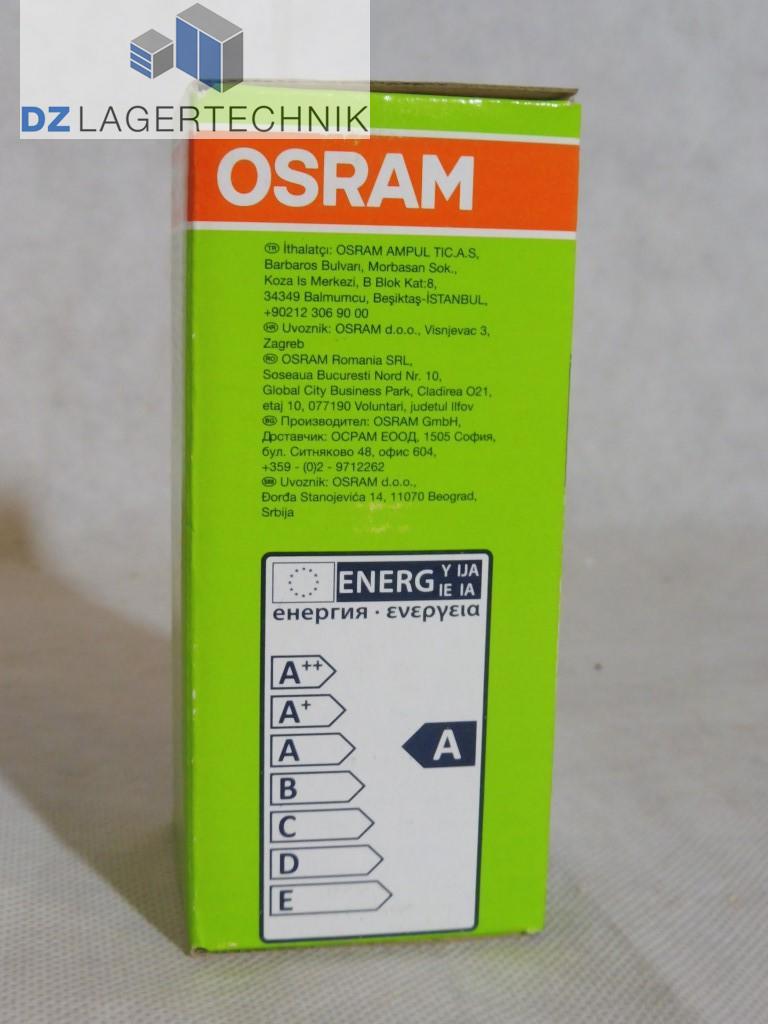 DZ LAGERTECHNIK
OSRAM
TR İthalatçı: OSRAM AMPUL TIC.A.S,
Barbaros Bulvarı, Morbasan Sok.,
Koza Is Merkezi, B Blok Kat:8,
34349 Balmumcu, Beşiktaş-İSTANBUL,
+90212 306 90 00
HR Uvoznik: OSRAM d.o.o., Visnjevac 3,
Zagreb
RO OSRAM Romania SRL,
Soseaua Bucuresti Nord Nr. 10,
Global City Business Park, Cladirea O21,
etaj 10, 077190 Voluntari, judetul Ilfov
BG Производител: OSRAM GmbH,
Доставчик: ОСРАМ ЕООД, 1505 София,
бул. Ситняково 48, офис 604,
+359 - (0)2 - 9712262
Uvoznik: OSRAM d.o.o.,
Đorđa Stanojevića 14, 11070 Beograd,
Srbija
ENERG Y IJA
IE IA
енергия · ενεργεια
A++
A+
A
A
B
C
D
E